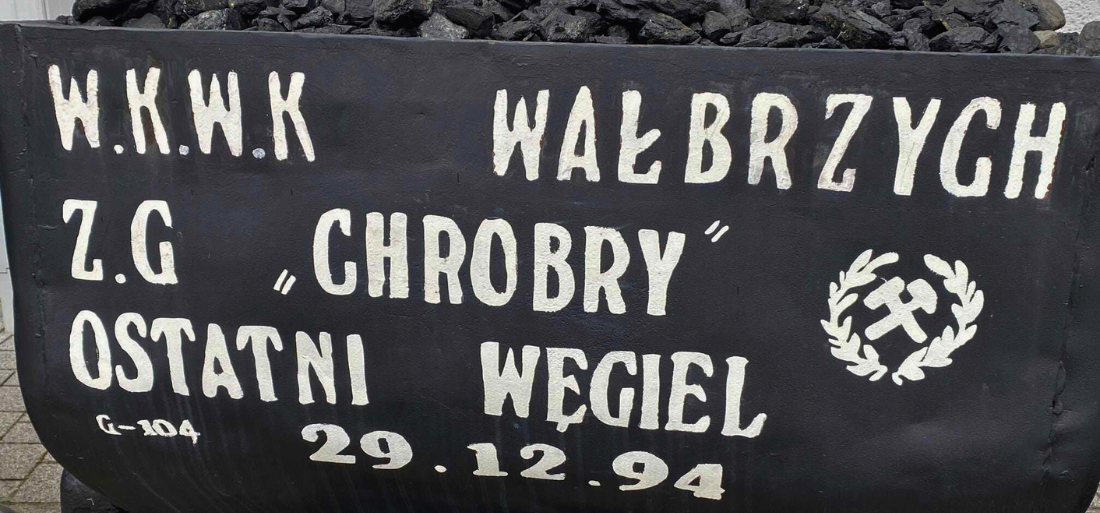 W.K.W.K WAŁBRZYCH
Z.G „CHROBRY"
OSTATNI WĘGIEL
G-104
29.12.94